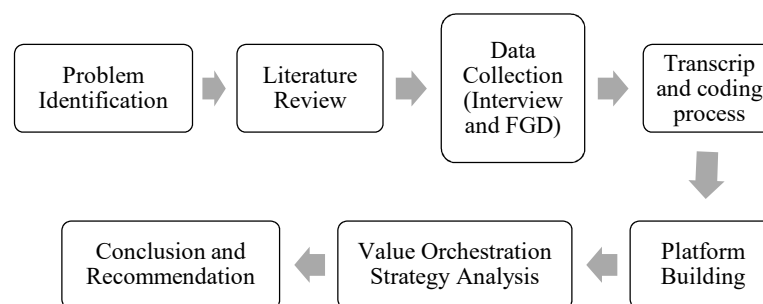 Problem
Identification
Literature
Review
Data
Collection
(Interview
and FGD)
Transcrip
and coding
process
Platform
Building
Value Orchestration
Strategy Analysis
Conclusion and
Recommendation